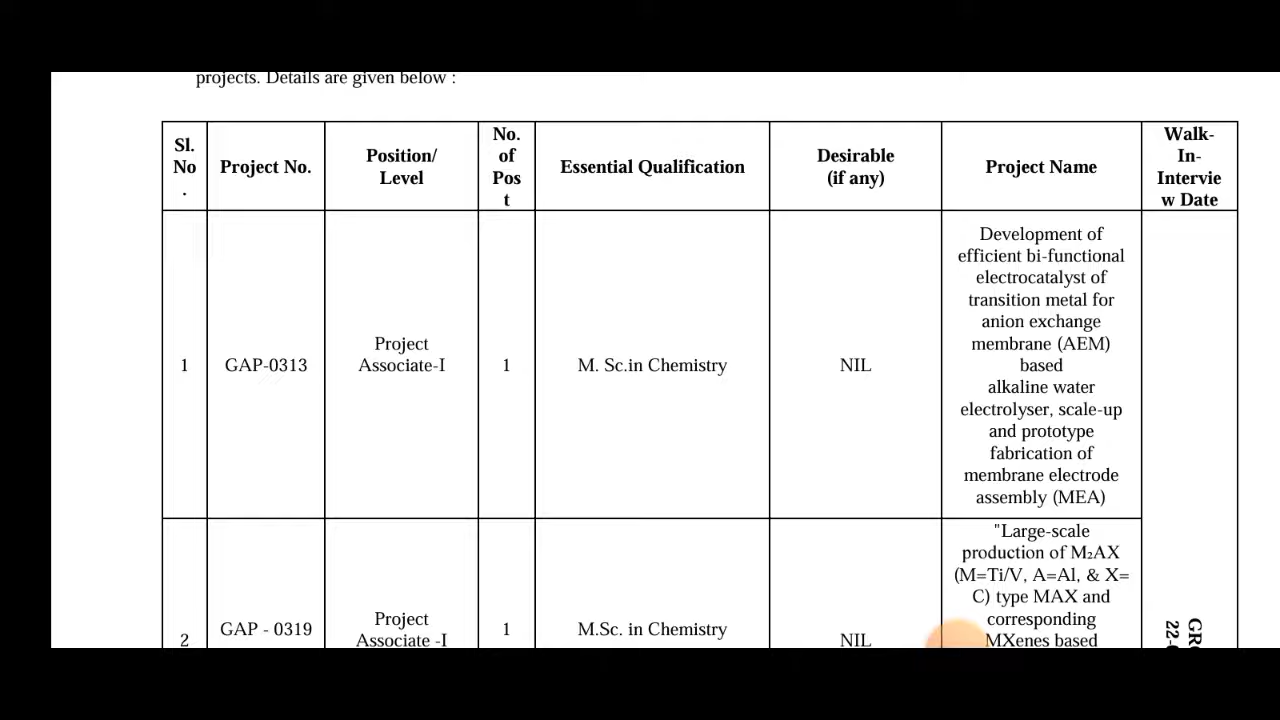 projects. Details are given below :
Sl.
No
.
Project No.
Position/
Level
No.
of
Pos
t
Essential Qualification
Desirable
(if any)
Project Name
Walk-
In-
Intervie
w Date
1
GAP-0313
Project
Associate-I
1
M. Sc.in Chemistry
NIL
Development of
efficient bi-functional
electrocatalyst of
transition metal for
anion exchange
membrane (AEM)
based
alkaline water
electrolyser, scale-up
and prototype
fabrication of
membrane electrode
assembly (MEA)
2
GAP - 0319
Project
Associate -I
1
M.Sc. in Chemistry
NIL
"Large-scale
production of M₂AX
(M=Ti/V, A=Al, & X=
C) type MAX and
corresponding
MXenes based